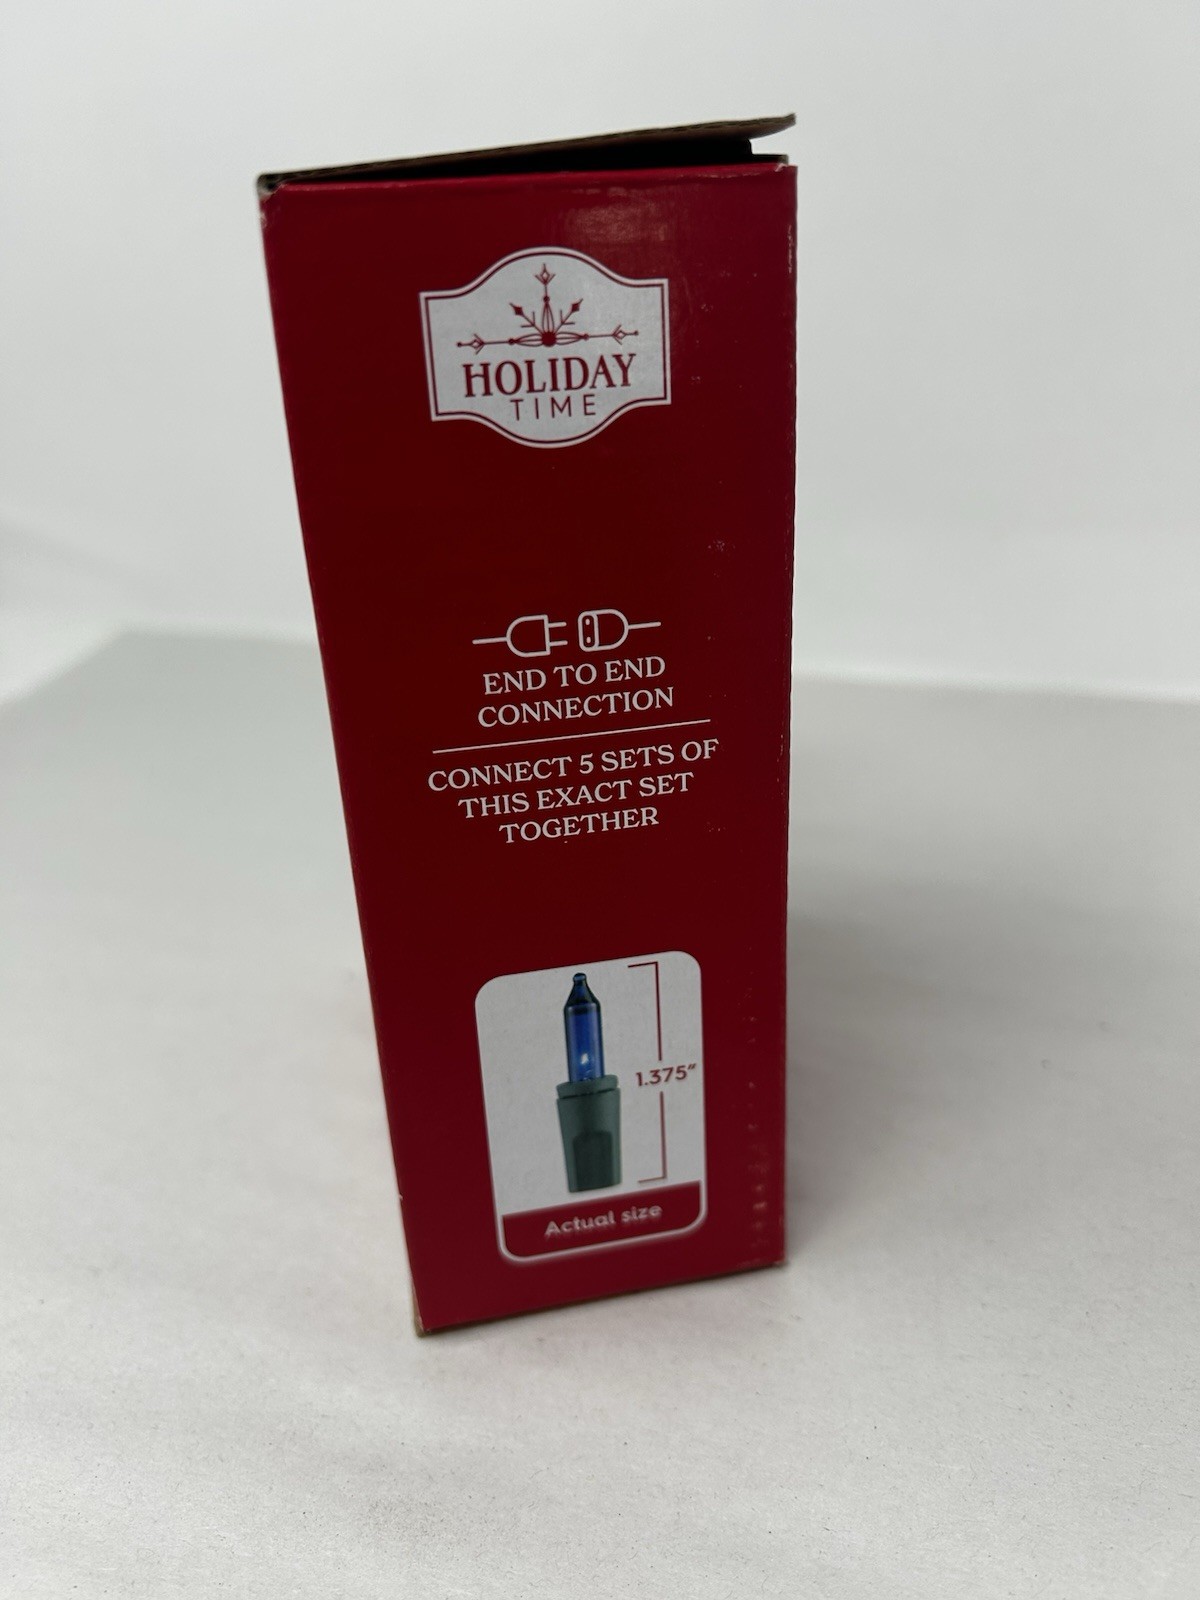 HOLIDAY
TIME
END TO END
CONNECTION
CONNECT 5 SETS OF
THIS EXACT SET
TOGETHER
1.375"
Actual size